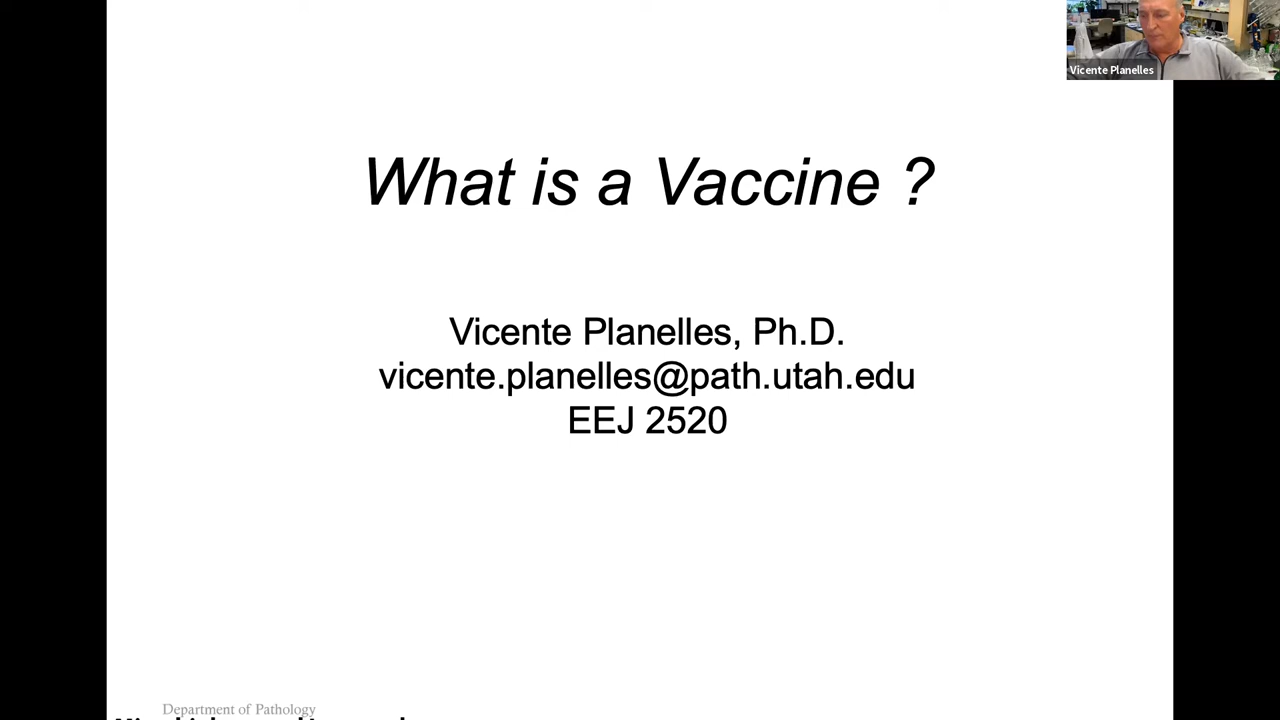 Vicente Planelles
What is a Vaccine ?
Vicente Planelles, Ph.D.
vicente.planelles@path.utah.edu
EEJ 2520
Department of Pathology